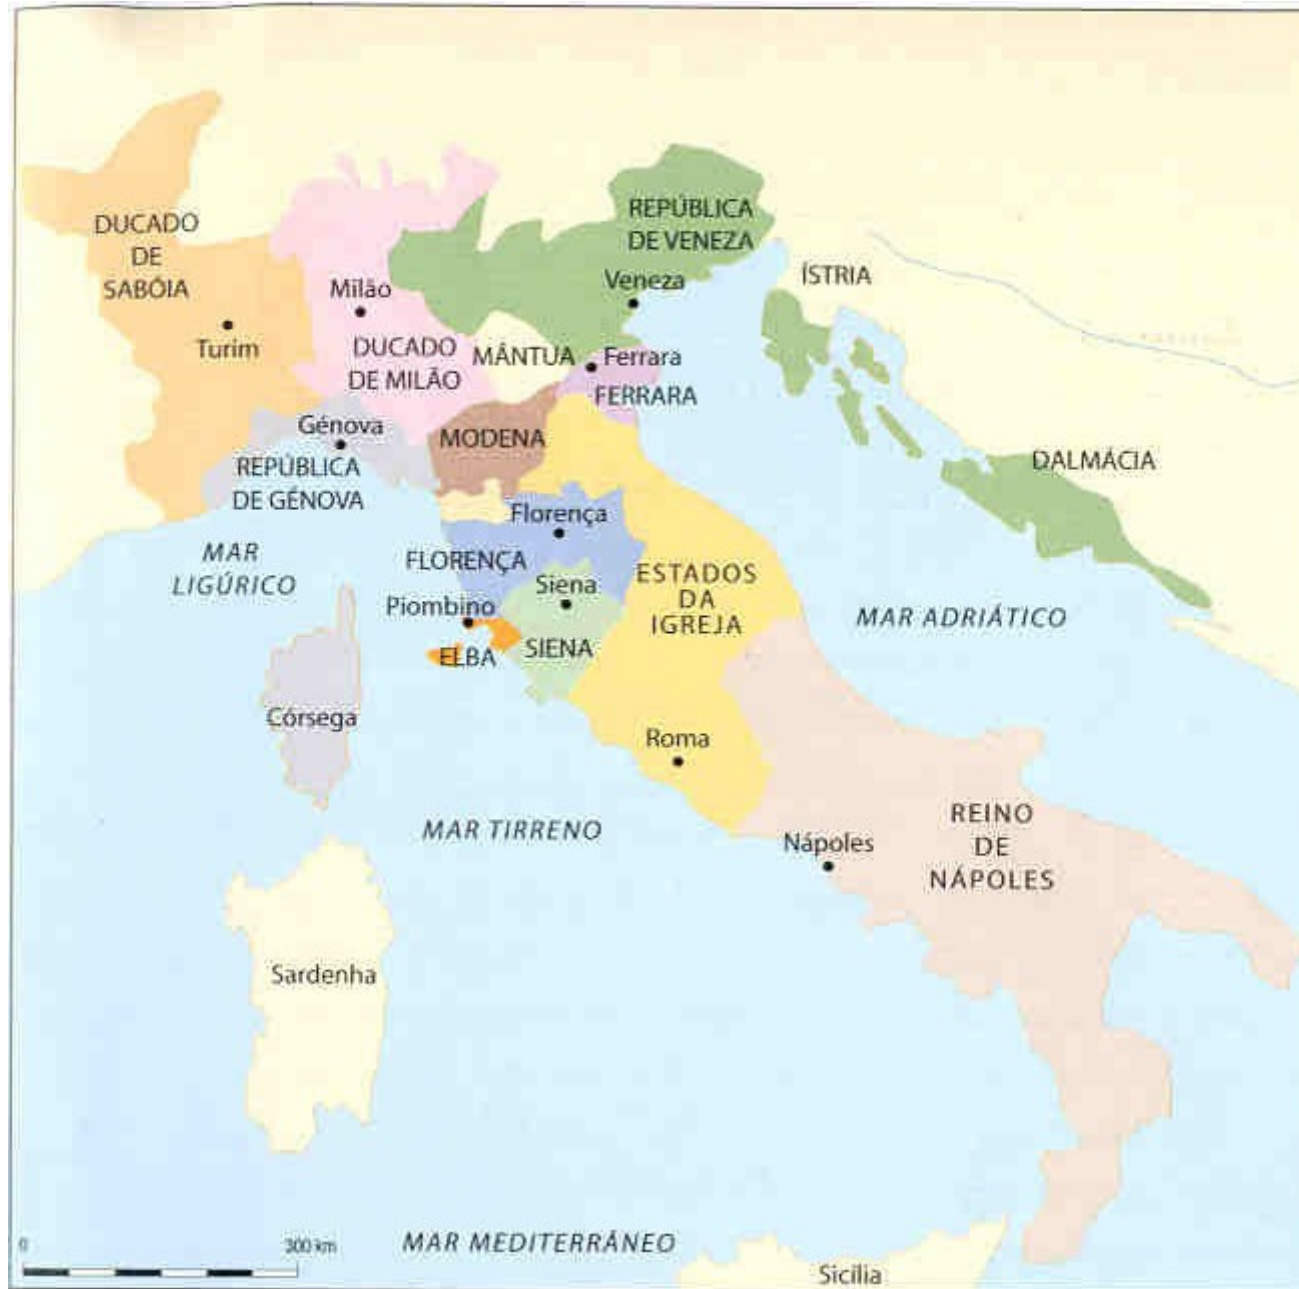 DUCADO
DE
SABÓIA
Turim
Milão
DUCADO
DE MILÃO
REPÚBLICA
DE VENEZA
Veneza
ÍSTRIA
MÂNTUA
Ferrara
FERRARA
Génova
REPÚBLICA
DE GÉNOVA
MODENA
DALMÁCIA
Florença
FLORENÇA
MAR
LIGÚRICO
Siena
Piombino
SIENA
ELBA
ESTADOS
DA
IGREJA
MAR ADRIÁTICO
Córsega
Roma
MAR TIRRENO
Nápoles
REINO
DE
NÁPOLES
Sardenha
0 300 km
MAR MEDITERRÂNEO
Sicília